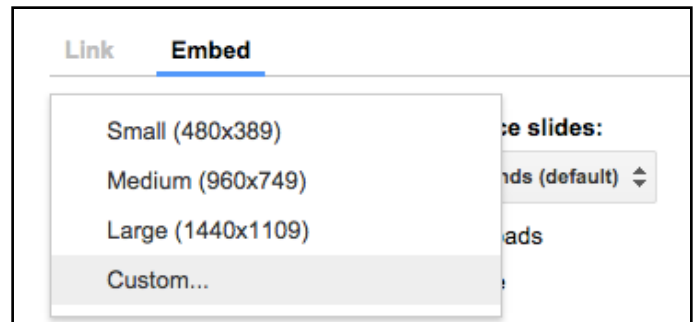 Link Embed
Small (480x389)
ce slides:
Medium (960x749)
nds (default)
Large (1440x1109)
ads
Custom...